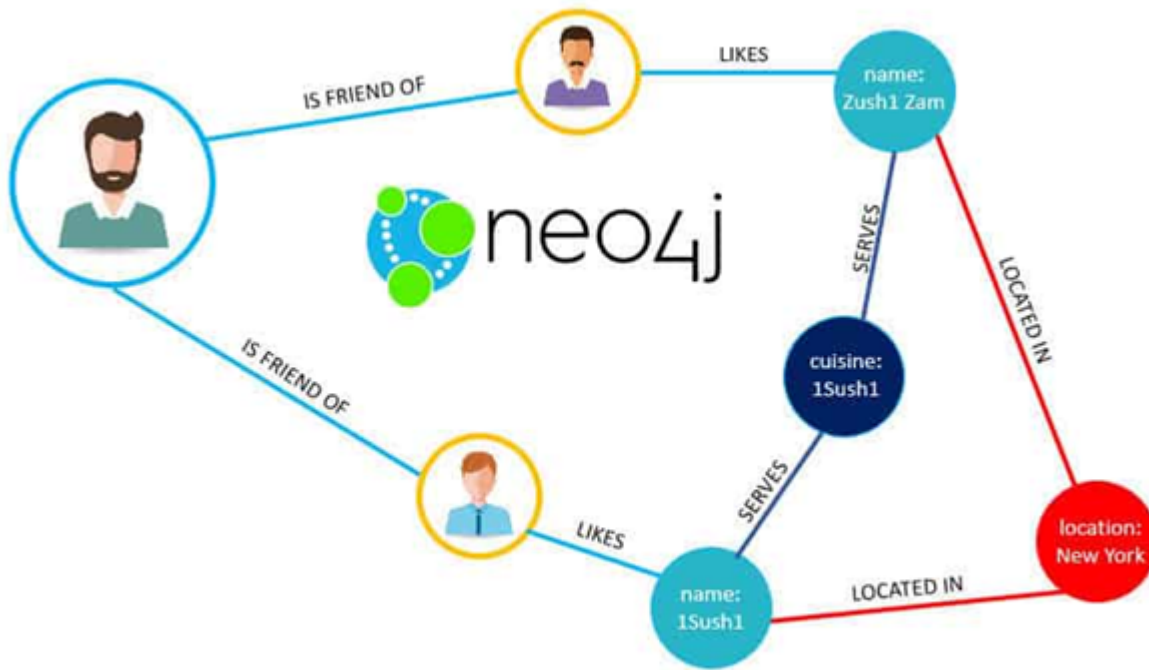 LIKES
name:
Zush1 Zam
IS FRIEND OF
neo4j
SERVES
LOCATED IN
cuisine:
1Sush1
IS FRIEND OF
SERVES
LIKES
location:
New York
name:
1Sush1
LOCATED IN